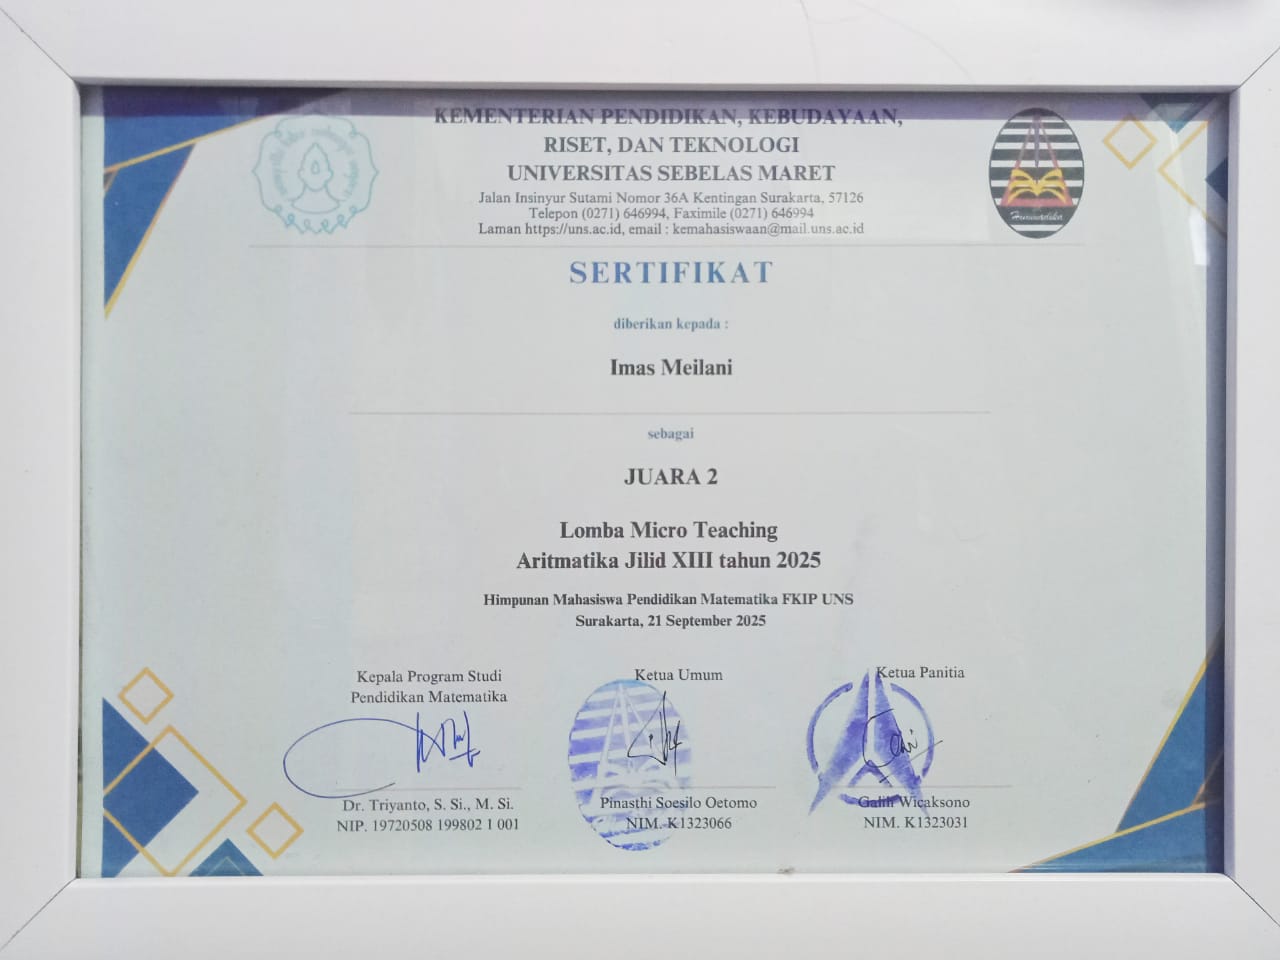 KEMENTERIAN PENDIDIKAN, KEBUDAYAAN,
RISET, DAN TEKNOLOGI
UNIVERSITAS SEBELAS MARET
Jalan Insinyur Sutami Nomor 36A Kentingan Surakarta, 57126
Telepon (0271) 646994, Faximile (0271) 646994
Laman https://uns.ac.id, email : kemahasiswaan@mail.uns.ac.id
Himmadika
SERTIFIKAT
diberikan kepada :
Imas Meilani
sebagai
JUARA 2
Lomba Micro Teaching
Aritmatika Jilid XIII tahun 2025
Himpunan Mahasiswa Pendidikan Matematika FKIP UNS
Surakarta, 21 September 2025
Kepala Program Studi
Pendidikan Matematika
Dr. Triyanto, S. Si., M. Si.
NIP. 19720508 199802 1 001
Ketua Umum
Pinasthi Soesilo Oetomo
NIM. K1323066
Ketua Panitia
Galih Wicaksono
NIM. K1323031